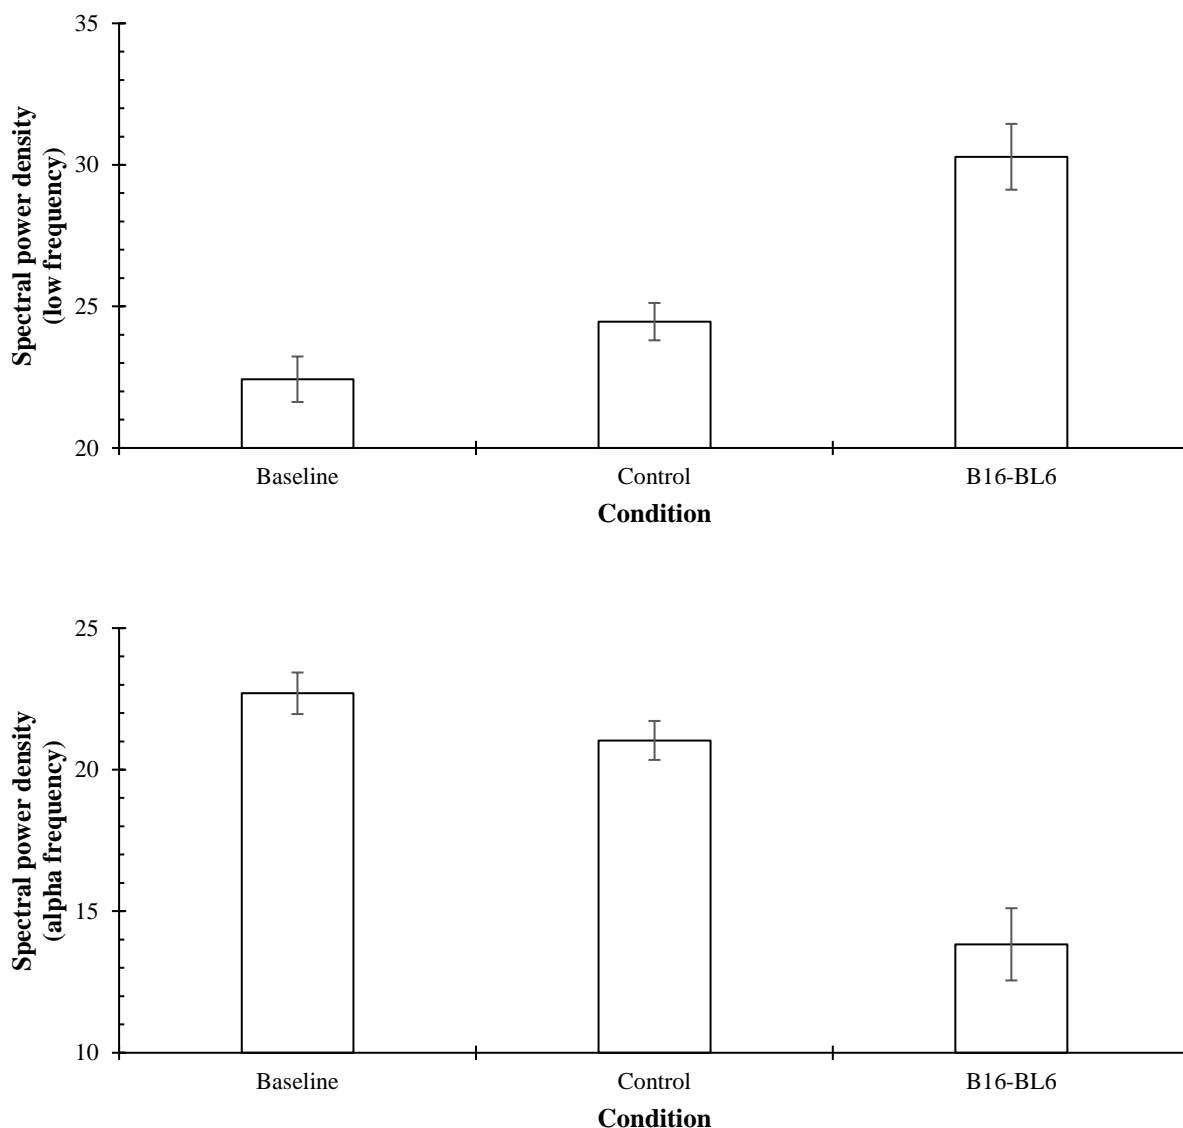 Spectral power density
(low frequency)
35
30
25
20
Baseline
Control
B16-BL6
Condition
Spectral power density
(alpha frequency)
25
20
15
10
Baseline
Control
B16-BL6
Condition